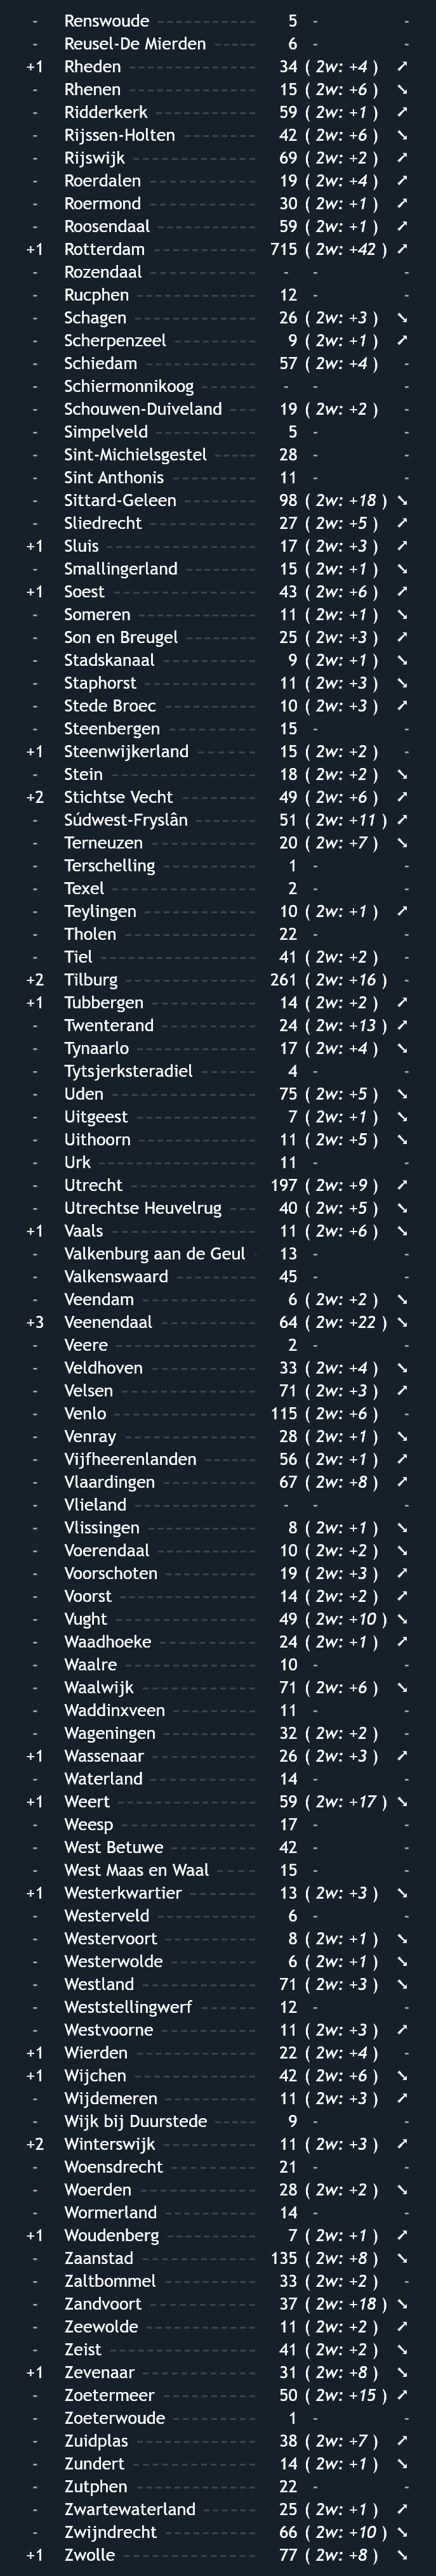 - Renswoude 5 - -
- Reusel-De Mierden 6 - -
+1 Rheden 34 ( 2w: +4 ) ➚
- Rhenen 15 ( 2w: +6 ) ➘
- Ridderkerk 59 ( 2w: +1 ) ➚
- Rijssen-Holten 42 ( 2w: +6 ) ➘
- Rijswijk 69 ( 2w: +2 ) ➚
- Roerdalen 19 ( 2w: +4 ) ➚
- Roermond 30 ( 2w: +1 ) ➚
- Roosendaal 59 ( 2w: +1 ) ➚
+1 Rotterdam 715 ( 2w: +42 ) ➚
- Rozendaal - - -
- Rucphen 12 - -
- Schagen 26 ( 2w: +3 ) ➘
- Scherpenzeel 9 ( 2w: +1 ) ➚
- Schiedam 57 ( 2w: +4 ) -
- Schiermonnikoog - - -
- Schouwen-Duiveland 19 ( 2w: +2 ) -
- Simpelveld 5 - -
- Sint-Michielsgestel 28 - -
- Sint Anthonis 11 - -
- Sittard-Geleen 98 ( 2w: +18 ) ➘
- Sliedrecht 27 ( 2w: +5 ) ➚
+1 Sluis 17 ( 2w: +3 ) ➚
- Smallingerland 15 ( 2w: +1 ) ➘
+1 Soest 43 ( 2w: +6 ) ➚
- Someren 11 ( 2w: +1 ) ➘
- Son en Breugel 25 ( 2w: +3 ) ➚
- Stadskanaal 9 ( 2w: +1 ) ➘
- Staphorst 11 ( 2w: +3 ) ➘
- Stede Broec 10 ( 2w: +3 ) ➚
- Steenbergen 15 - -
+1 Steenwijkerland 15 ( 2w: +2 ) -
- Stein 18 ( 2w: +2 ) ➘
+2 Stichtse Vecht 49 ( 2w: +6 ) ➚
- Súdwest-Fryslân 51 ( 2w: +11 ) ➚
- Terneuzen 20 ( 2w: +7 ) ➘
- Terschelling 1 - -
- Texel 2 - -
- Teylingen 10 ( 2w: +1 ) ➚
- Tholen 22 - -
- Tiel 41 ( 2w: +2 ) -
+2 Tilburg 261 ( 2w: +16 ) -
+1 Tubbergen 14 ( 2w: +2 ) ➚
- Twenterand 24 ( 2w: +13 ) ➚
- Tynaarlo 17 ( 2w: +4 ) ➘
- Tytsjerksteradiel 4 - -
- Uden 75 ( 2w: +5 ) ➘
- Uitgeest 7 ( 2w: +1 ) ➘
- Uithoorn 11 ( 2w: +5 ) ➘
- Urk 11 - -
- Utrecht 197 ( 2w: +9 ) ➚
- Utrechtse Heuvelrug 40 ( 2w: +5 ) ➘
+1 Vaals 11 ( 2w: +6 ) ➘
- Valkenburg aan de Geul 13 - -
- Valkenswaard 45 - -
- Veendam 6 ( 2w: +2 ) ➘
+3 Veenendaal 64 ( 2w: +22 ) ➘
- Veere 2 - -
- Veldhoven 33 ( 2w: +4 ) ➘
- Velsen 71 ( 2w: +3 ) ➚
- Venlo 115 ( 2w: +6 ) -
- Venray 28 ( 2w: +1 ) ➘
- Vijfheerenlanden 56 ( 2w: +1 ) ➚
- Vlaardingen 67 ( 2w: +8 ) ➚
- Vlieland - - -
- Vlissingen 8 ( 2w: +1 ) ➘
- Voerendaal 10 ( 2w: +2 ) ➘
- Voorschoten 19 ( 2w: +3 ) ➚
- Voorst 14 ( 2w: +2 ) ➚
- Vught 49 ( 2w: +10 ) ➘
- Waadhoeke 24 ( 2w: +1 ) ➚
- Waalre 10 - -
- Waalwijk 71 ( 2w: +6 ) ➘
- Waddinxveen 11 - -
- Wageningen 32 ( 2w: +2 ) -
+1 Wassenaar 26 ( 2w: +3 ) ➚
- Waterland 14 - -
+1 Weert 59 ( 2w: +17 ) ➘
- Weesp 17 - -
- West Betuwe 42 - -
- West Maas en Waal 15 - -
+1 Westerkwartier 13 ( 2w: +3 ) ➘
- Westerveld 6 - -
- Westervoort 8 ( 2w: +1 ) ➘
- Westerwolde 6 ( 2w: +1 ) ➘
- Westland 71 ( 2w: +3 ) ➘
- Weststellingwerf 12 - -
- Westvoorne 11 ( 2w: +3 ) ➚
+1 Wierden 22 ( 2w: +4 ) -
+1 Wijchen 42 ( 2w: +6 ) ➘
- Wijdemeren 11 ( 2w: +3 ) ➚
- Wijk bij Duurstede 9 - -
+2 Winterswijk 11 ( 2w: +3 ) ➚
- Woensdrecht 21 - -
- Woerden 28 ( 2w: +2 ) ➘
- Wormerland 14 - -
+1 Woudenberg 7 ( 2w: +1 ) ➚
- Zaanstad 135 ( 2w: +8 ) ➘
- Zaltbommel 33 ( 2w: +2 ) -
- Zandvoort 37 ( 2w: +18 ) ➘
- Zeewolde 11 ( 2w: +2 ) ➚
- Zeist 41 ( 2w: +2 ) ➘
+1 Zevenaar 31 ( 2w: +8 ) ➘
- Zoetermeer 50 ( 2w: +15 ) ➚
- Zoeterwoude 1 - -
- Zuidplas 38 ( 2w: +7 ) ➚
- Zundert 14 ( 2w: +1 ) ➘
- Zutphen 22 - -
- Zwartewaterland 25 ( 2w: +1 ) ➚
- Zwijndrecht 66 ( 2w: +10 ) ➘
+1 Zwolle 77 ( 2w: +8 ) ➘